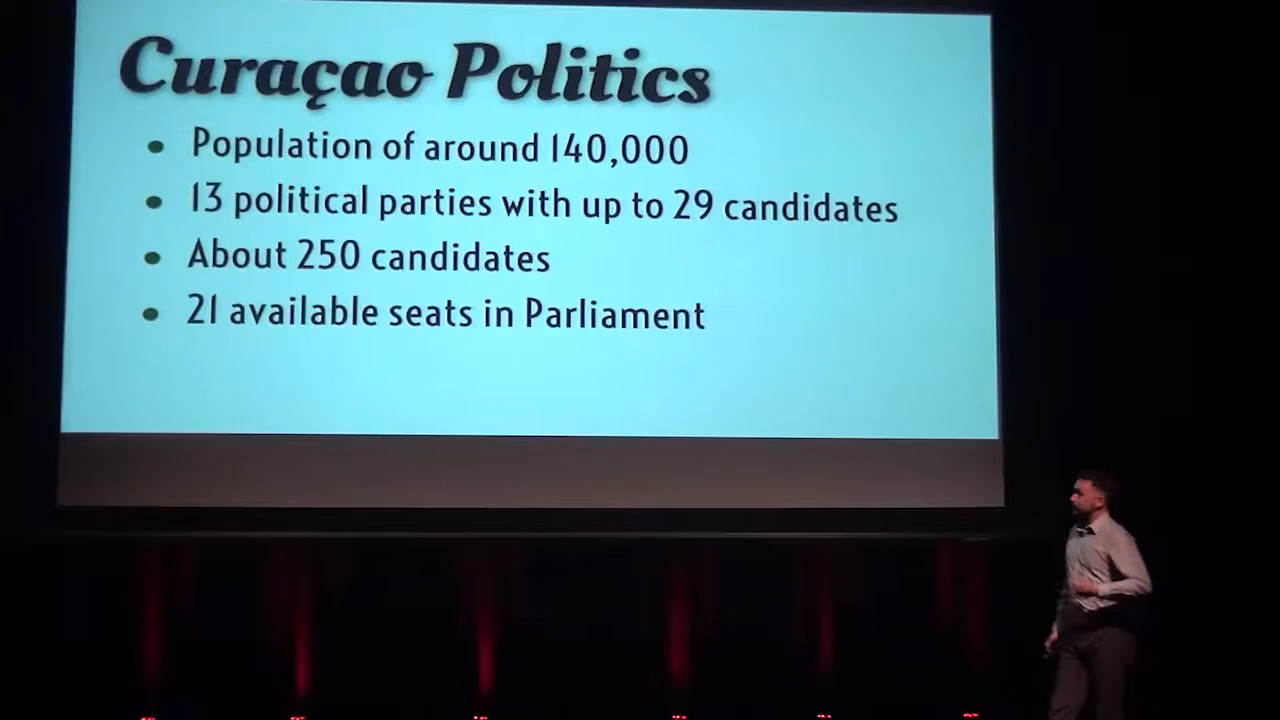 Curaçao Politics
• Population of around 140,000
• 13 political parties with up to 29 candidates
• About 250 candidates
• 21 available seats in Parliament